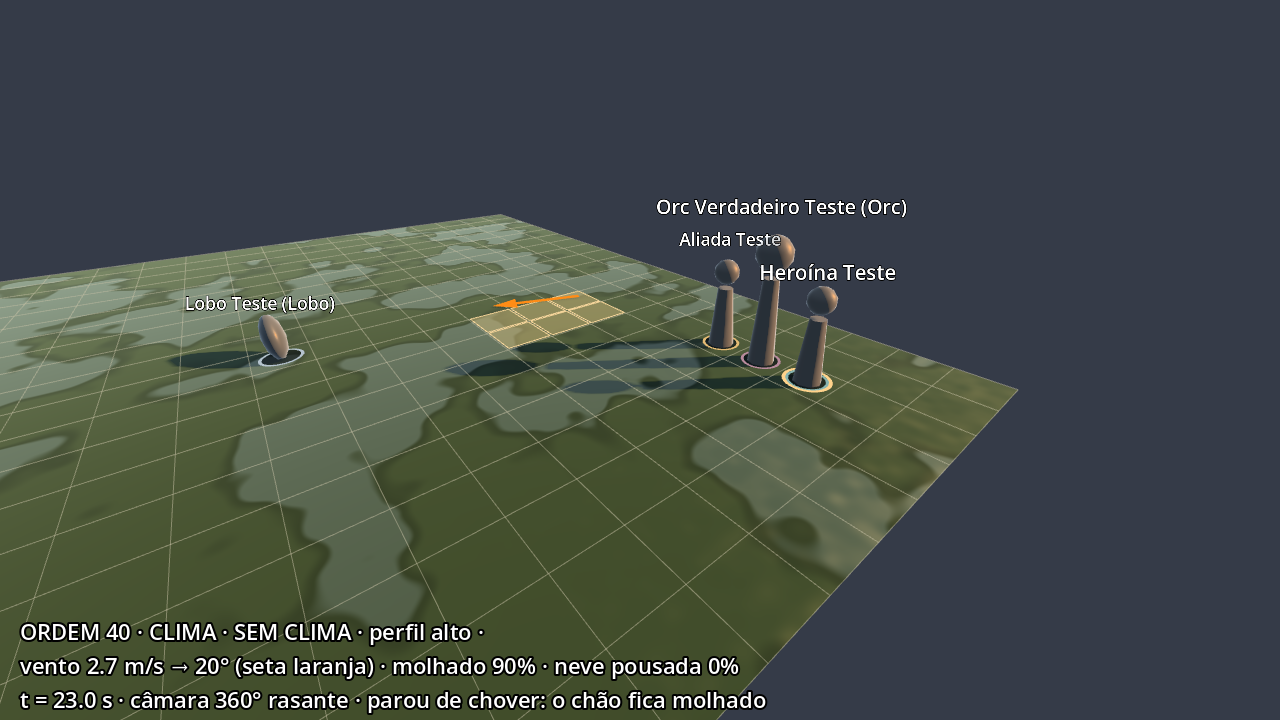 Orc Verdadeiro Teste (Orc)
Aliada Teste
Heroína Teste
Lobo Teste (Lobo)
ORDEM 40 · CLIMA · SEM CLIMA · perfil alto ·
vento 2.7 m/s → 20° (seta laranja) · molhado 90% · neve pousada 0%
t = 23.0 s · câmara 360° rasante · parou de chover: o chão fica molhado